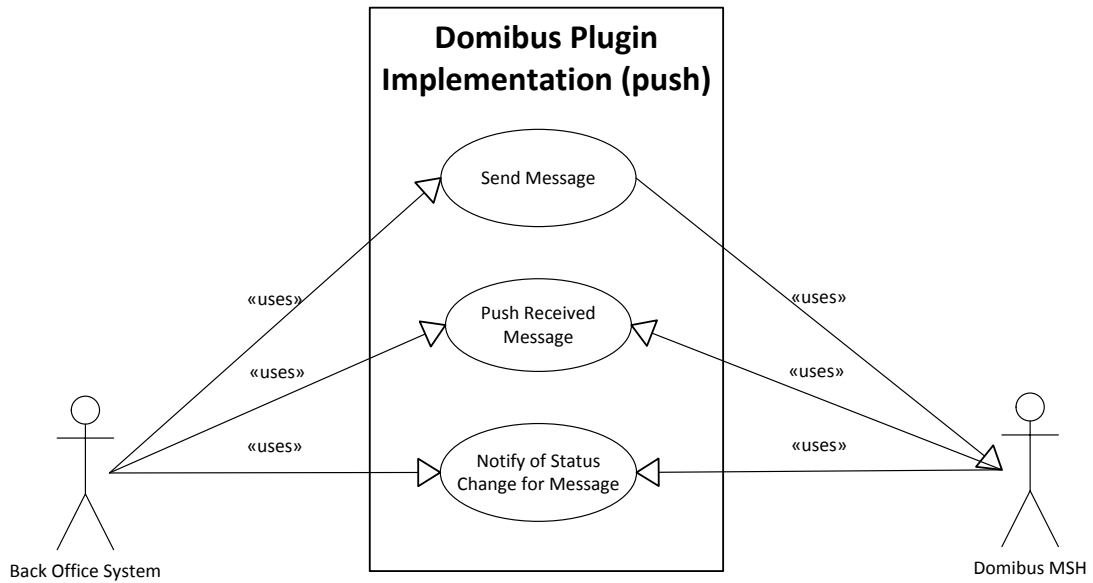 Domibus Plugin
Implementation (push)
Send Message
«uses»
«uses»
Push Received
Message
«uses»
«uses»
«uses»
«uses»
Notify of Status
Change for Message
Back Office System
Domibus MSH